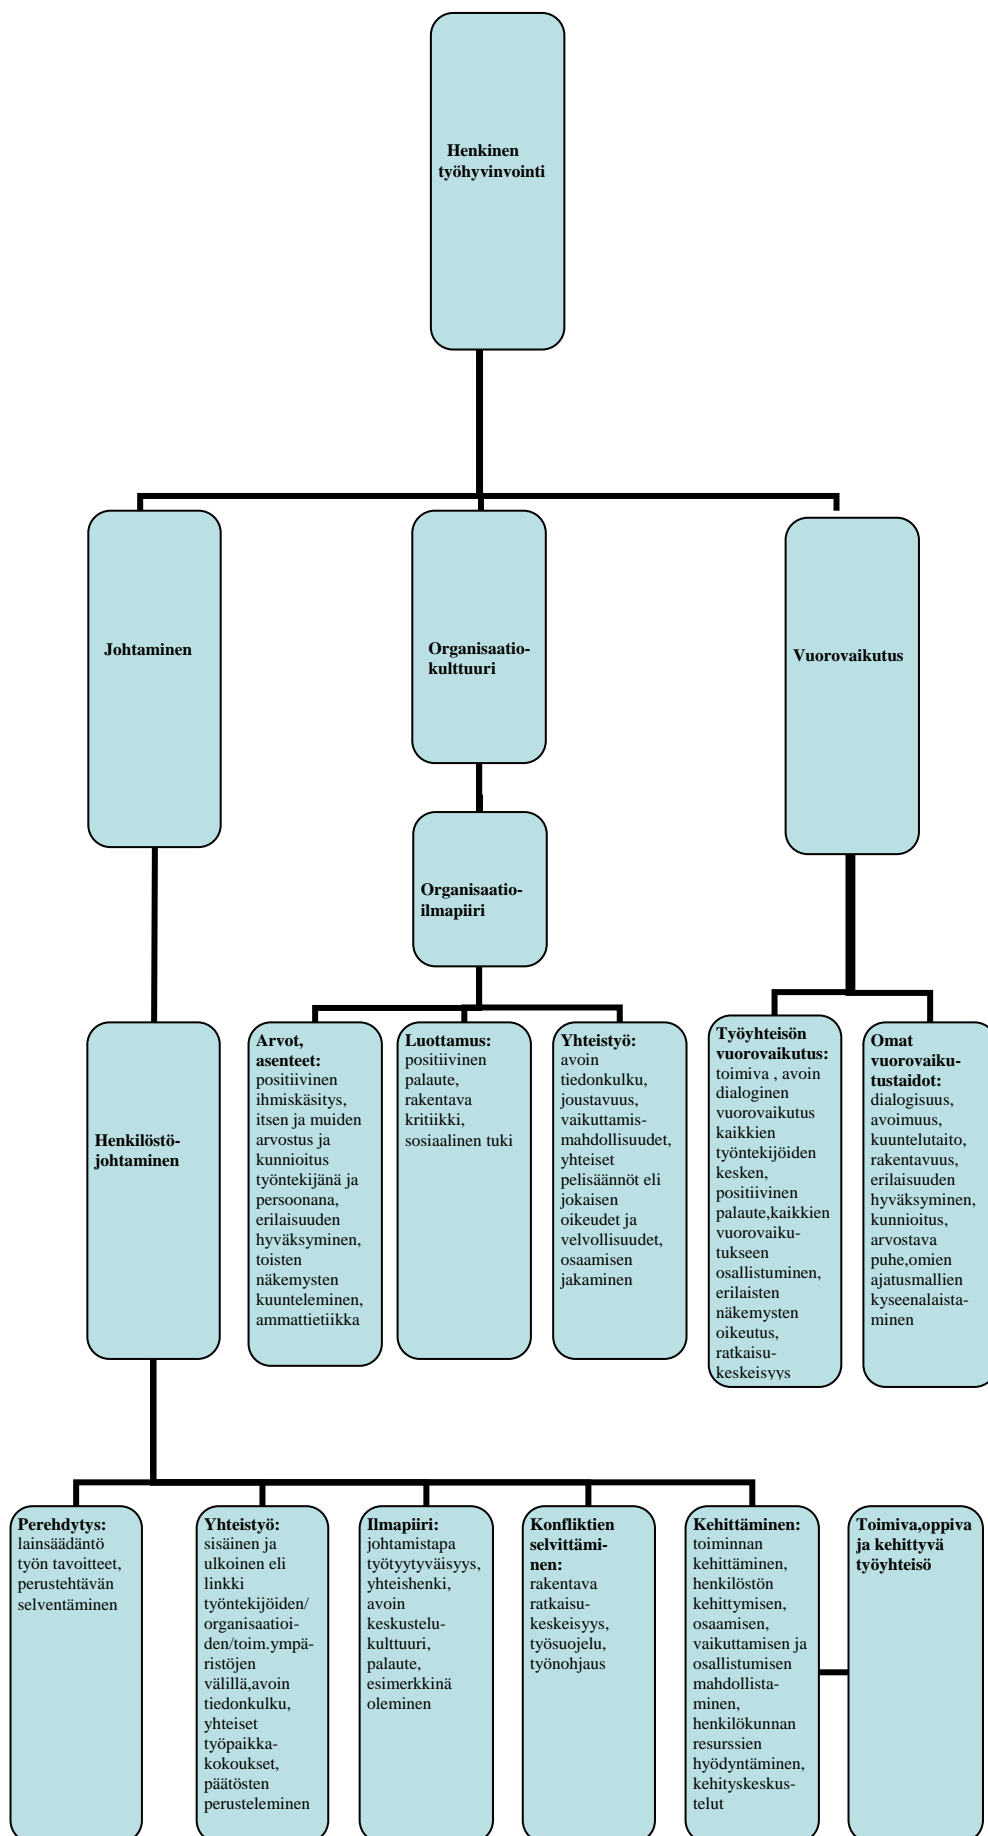 Henkinen
työhyvinvointi
Johtaminen
Organisaatio-
kulttuuri
Vuorovaikutus
Organisaatio-
ilmapiiri
Henkilöstö-
johtaminen
Arvot,
asenteet:
positiivinen
ihmiskäsitys,
itsen ja muiden
arvostus ja
kunnioitus
työntekijänä ja
persoonana,
erilaisuuden
hyväksyminen,
toisten
näkemysten
kuunteleminen,
ammattietiikka
Luottamus:
positiivinen
palaute,
rakentava
kritiikki,
sosiaalinen tuki
Yhteistyö:
avoin
tiedonkulku,
joustavuus,
vaikuttamis-
mahdollisuudet,
yhteiset
pelisäännöt eli
jokaisen
oikeudet ja
velvollisuudet,
osaamisen
jakaminen
Työyhteisön
vuorovaikutus:
toimiva , avoin
dialoginen
vuorovaikutus
kaikkien
työntekijöiden
kesken,
positiivinen
palaute,kaikkien
vuorovaiku-
tukseen
osallistuminen,
erilaisten
näkemysten
oikeutus,
ratkaisu-
keskeisyys
Omat
vuorovaiku-
tustaidot:
dialogisuus,
avoimuus,
kuuntelutaito,
rakentavuus,
erilaisuuden
hyväksyminen,
kunnioitus,
arvostava
puhe,omien
ajatusmallien
kyseenalaista-
minen
Perehdytys:
lainsäädäntö
työn tavoitteet,
perustehtävän
selventäminen
Yhteistyö:
sisäinen ja
ulkoinen eli
linkki
työntekijöiden/
organisaatioi-
den/toim.ympä-
ristöjen
välillä,avoin
tiedonkulku,
yhteiset
työpaikka-
kokoukset,
päätösten
perusteleminen
Ilmapiiri:
johtamistapa
työtyytyväisyys,
yhteishenki,
avoin
keskustelu-
kulttuuri,
palaute,
esimerkkinä
oleminen
Konfliktien
selvittämi-
nen:
rakentava
ratkaisu-
keskeisyys,
työsuojelu,
työnohjaus
Kehittäminen:
toiminnan
kehittäminen,
henkilöstön
kehittymisen,
osaamisen,
vaikuttamisen ja
osallistumisen
mahdollista-
minen,
henkilökunnan
resurssien
hyödyntäminen,
kehityskeskus-
telut
Toimiva,oppiva
ja kehittyvä
työyhteisö